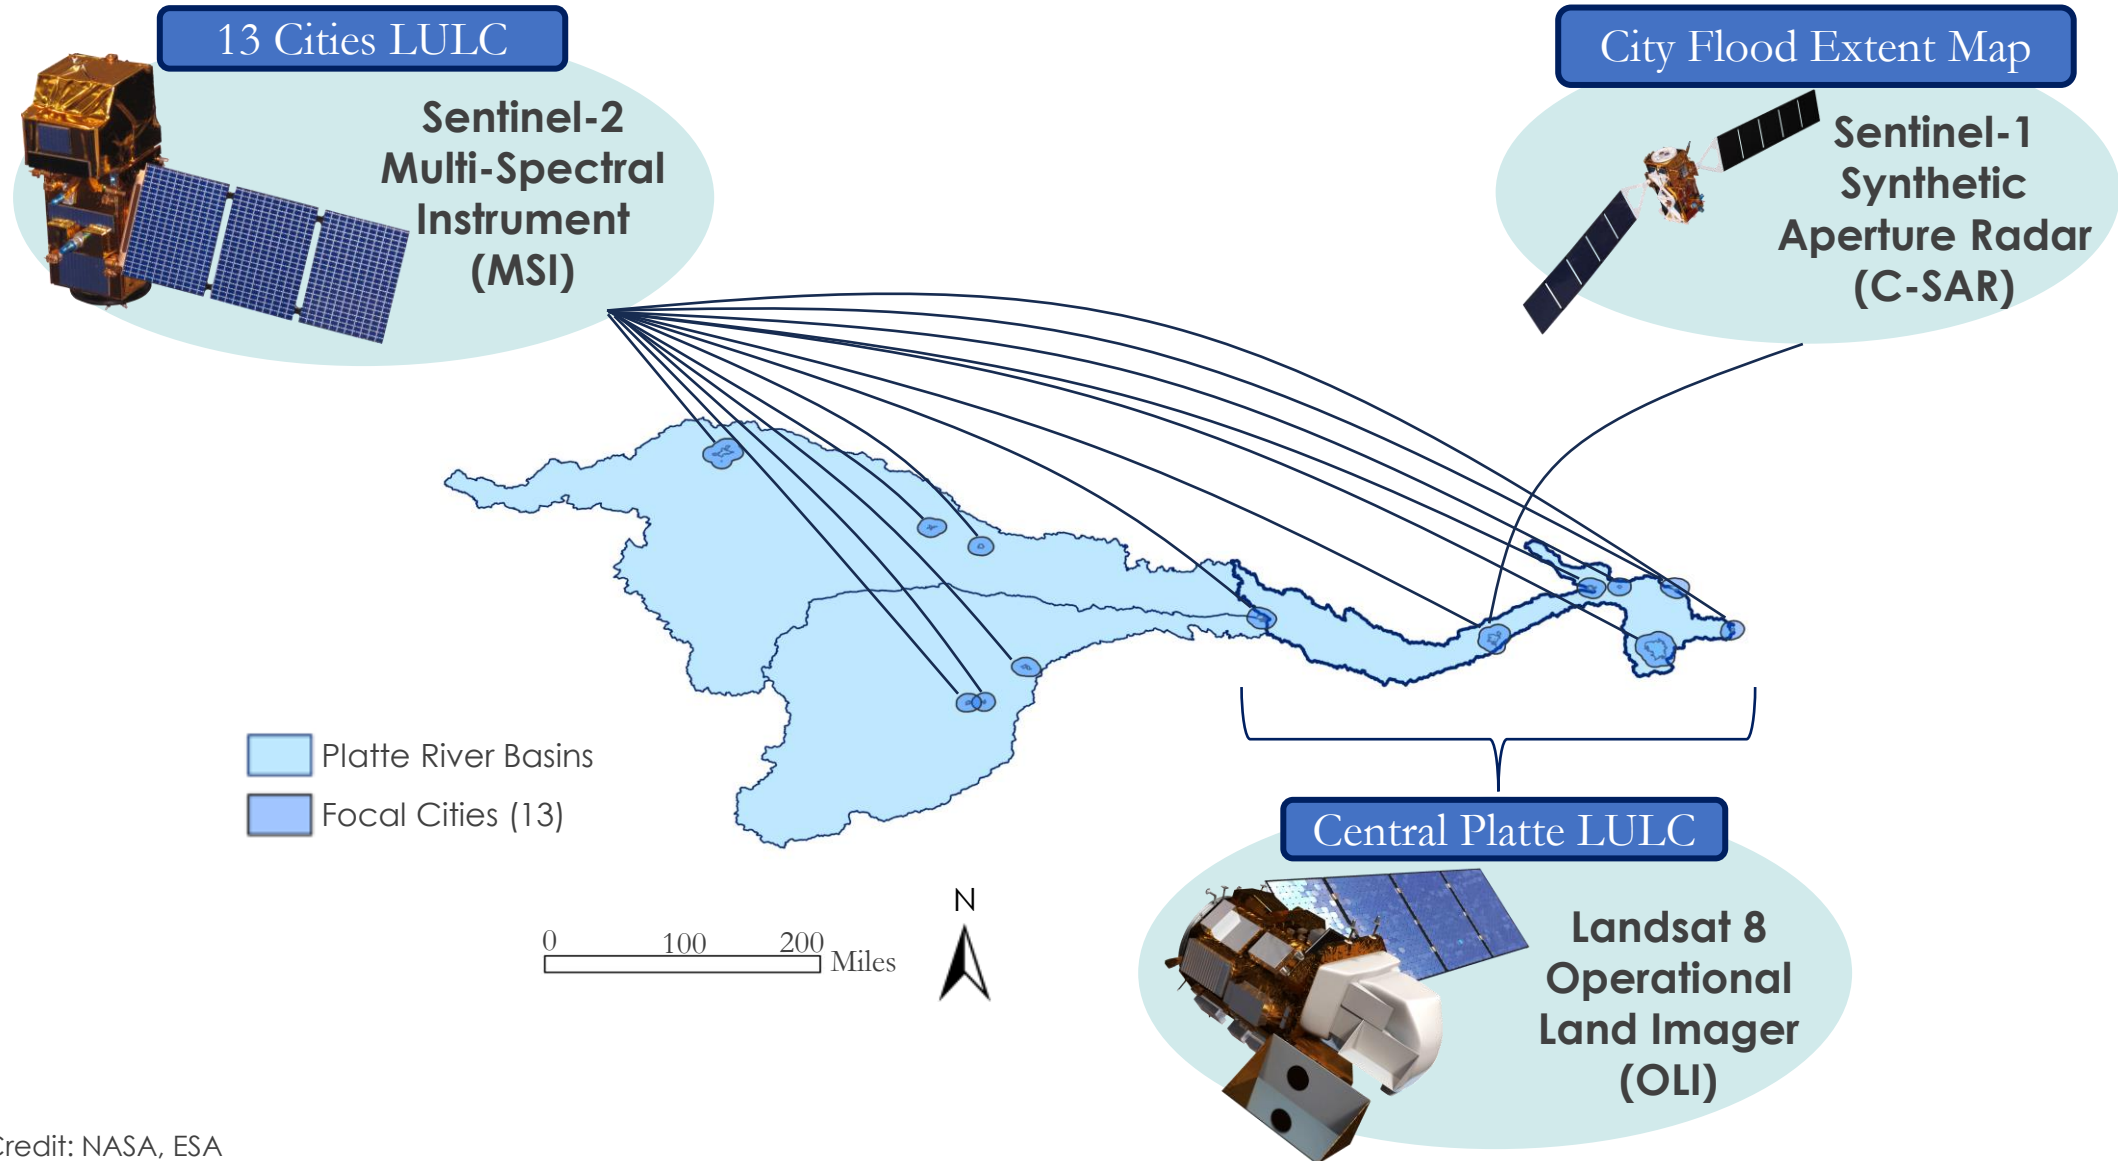 13 Cities LULC
Sentinel-2
Multi-Spectral
Instrument
(MSI)
City Flood Extent Map
Sentinel-1
Synthetic
Aperture Radar
(C-SAR)
Platte River Basins
Focal Cities (13)
0 100 200 Miles
N
Central Platte LULC
Landsat 8
Operational
Land Imager
(OLI)
Credit: NASA, ESA